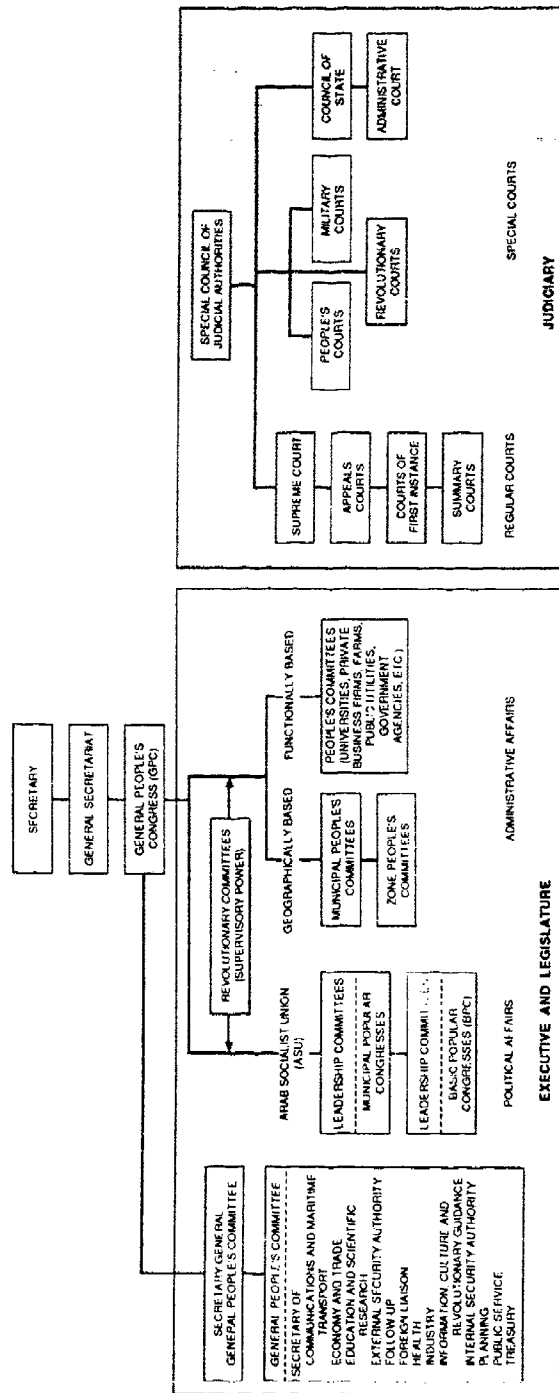 SECRETARY
GENERAL SECRETARIAT
GENERAL PEOPLE'S
CONGRESS (GPC)
SECRETARY GENERAL
GENERAL PEOPLE'S COMMITTEE
GENERAL PEOPLE'S COMMITTEE
SECRETARY OF
COMMUNICATIONS AND MARITIME
TRANSPORT
ECONOMY AND TRADE
EDUCATION AND SCIENTIFIC
RESEARCH
EXTERNAL SECURITY AUTHORITY
FOLLOW UP
FOREIGN LIAISON
HEALTH
INDUSTRY
INFORMATION, CULTURE AND
REVOLUTIONARY GUIDANCE
INTERNAL SECURITY AUTHORITY
PLANNING
PUBLIC SERVICE
TREASURY
REVOLUTIONARY COMMITTEES
(SUPERVISORY POWER)
ARAB SOCIALIST UNION
(ASU)
LEADERSHIP COMMITTEES
MUNICIPAL POPULAR
CONGRESSES
LEADERSHIP COMMITTEES
BASIC POPULAR
CONGRESSES (BPC)
POLITICAL AFFAIRS
GEOGRAPHICALLY BASED
MUNICIPAL PEOPLE'S
COMMITTEES
ZONE PEOPLE'S
COMMITTEES
FUNCTIONALLY BASED
PEOPLE'S COMMITTEES
(UNIVERSITIES, PRIVATE
BUSINESS FIRMS, FARMS,
PUBLIC UTILITIES,
GOVERNMENT
AGENCIES, ETC.)
ADMINISTRATIVE AFFAIRS
EXECUTIVE AND LEGISLATURE
SPECIAL COUNCIL OF
JUDICIAL AUTHORITIES
SUPREME COURT
APPEALS
COURTS
COURTS OF
FIRST INSTANCE
SUMMARY
COURTS
REGULAR COURTS
PEOPLE'S
COURTS
MILITARY
COURTS
REVOLUTIONARY
COURTS
COUNCIL OF
STATE
ADMINISTRATIVE
COURT
SPECIAL COURTS
JUDICIARY